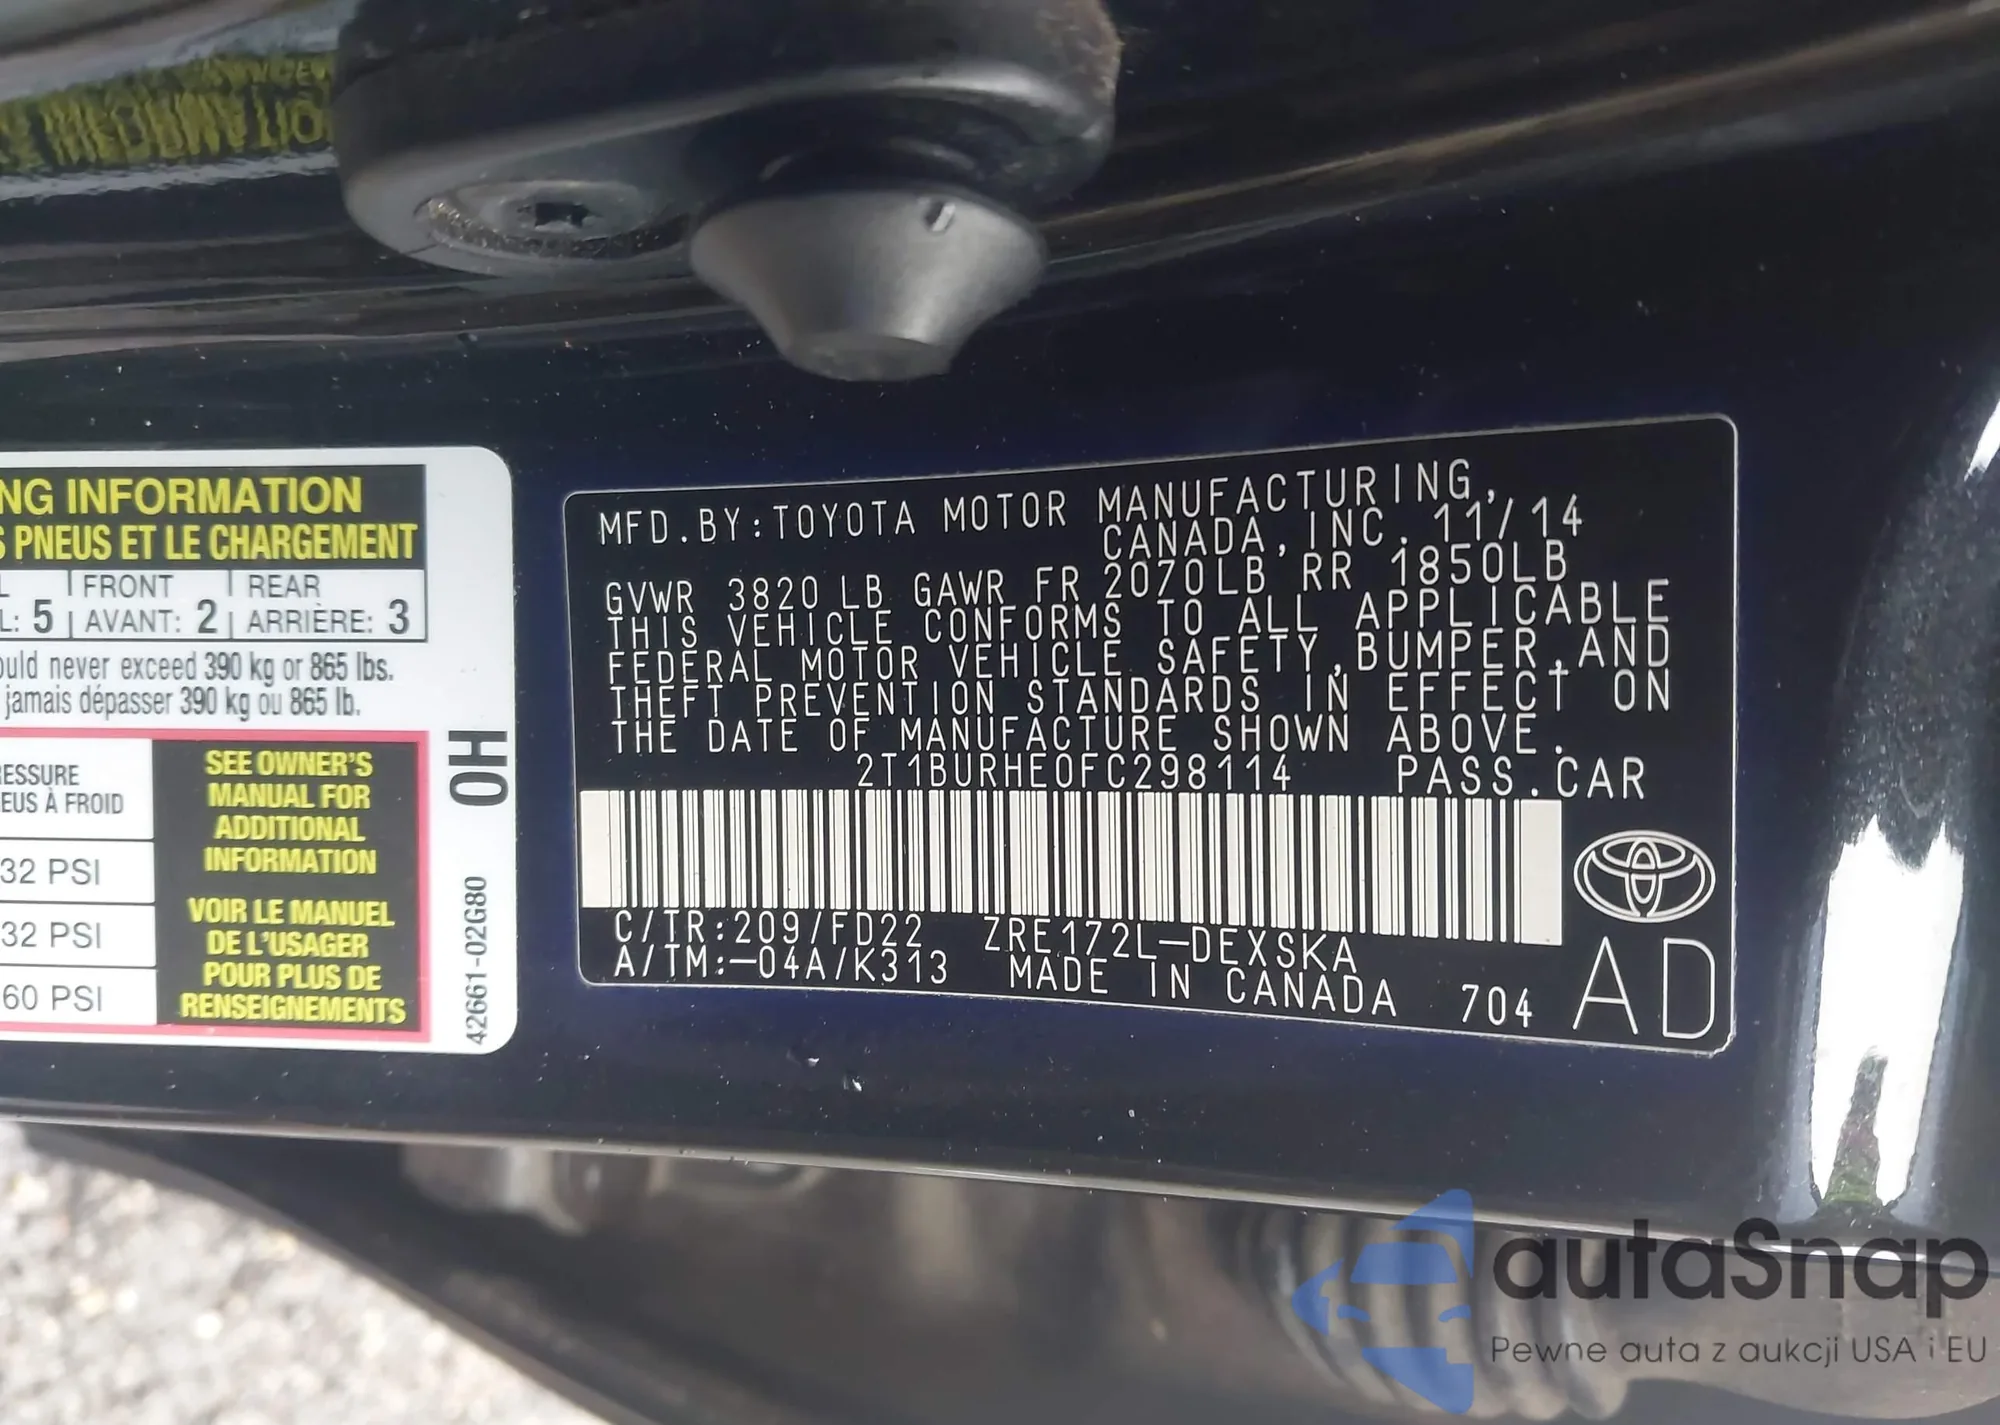 NG INFORMATION
S PNEUS ET LE CHARGEMENT
L FRONT REAR
L: 5 AVANT: 2 ARRIÈRE: 3
ould never exceed 390 kg or 865 lbs.
jamais dépasser 390 kg ou 865 lb.
ESSURE
EUS À FROID
32 PSI
32 PSI
60 PSI
SEE OWNER'S
MANUAL FOR
ADDITIONAL
INFORMATION
VOIR LE MANUEL
DE L'USAGER
POUR PLUS DE
RENSEIGNEMENTS
0H
42661-02G80
MFD.BY:TOYOTA MOTOR MANUFACTURING,
CANADA,INC. 11/14
GVWR 3820 LB GAWR FR 2070LB RR 1850LB
THIS VEHICLE CONFORMS TO ALL APPLICABLE
FEDERAL MOTOR VEHICLE SAFETY,BUMPER,AND
THEFT PREVENTION STANDARDS IN EFFECT ON
THE DATE OF MANUFACTURE SHOWN ABOVE.
2T1BURHE0FC298114 PASS.CAR
C/TR:209/FD22 ZRE172L-DEXSKA
A/TM:-04A/K313 MADE IN CANADA 704
AD
autaSnap
Pewne auta z aukcji USA i EU